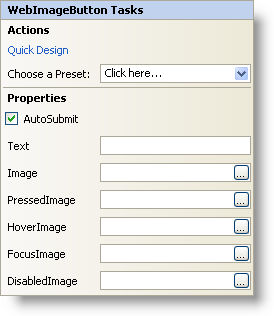 WebImageButton Tasks
Actions
Quick Design
Choose a Preset: Click here...
Properties
AutoSubmit
Text
Image ...
PressedImage ...
HoverImage ...
FocusImage ...
DisabledImage ...